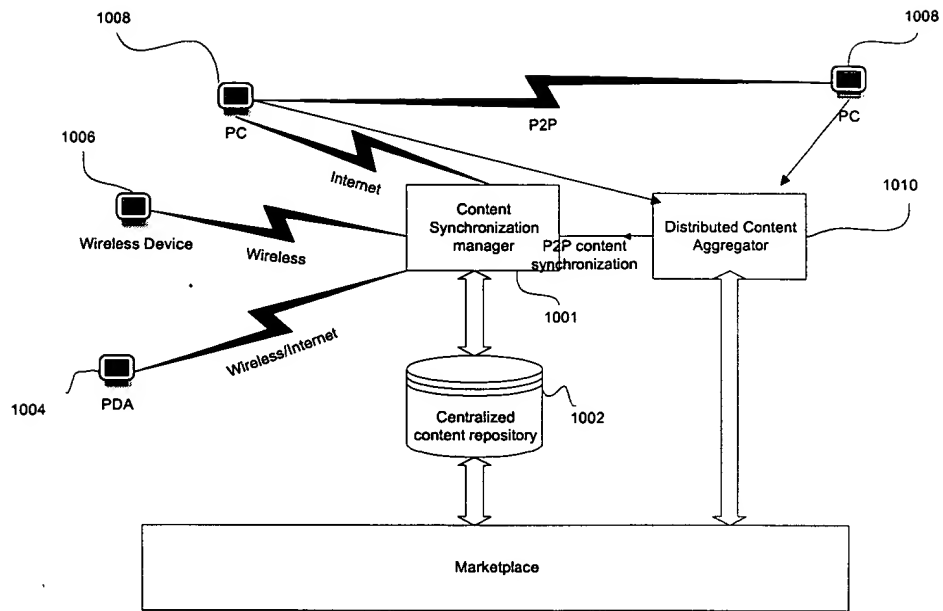 1008
1008
PC
P2P
PC
1006
Internet
1010
Wireless Device
Wireless
Content
Synchronization
manager
P2P content
synchronization
Distributed Content
Aggregator
1001
Wireless/Internet
1004
PDA
1002
Centralized
content repository
Marketplace